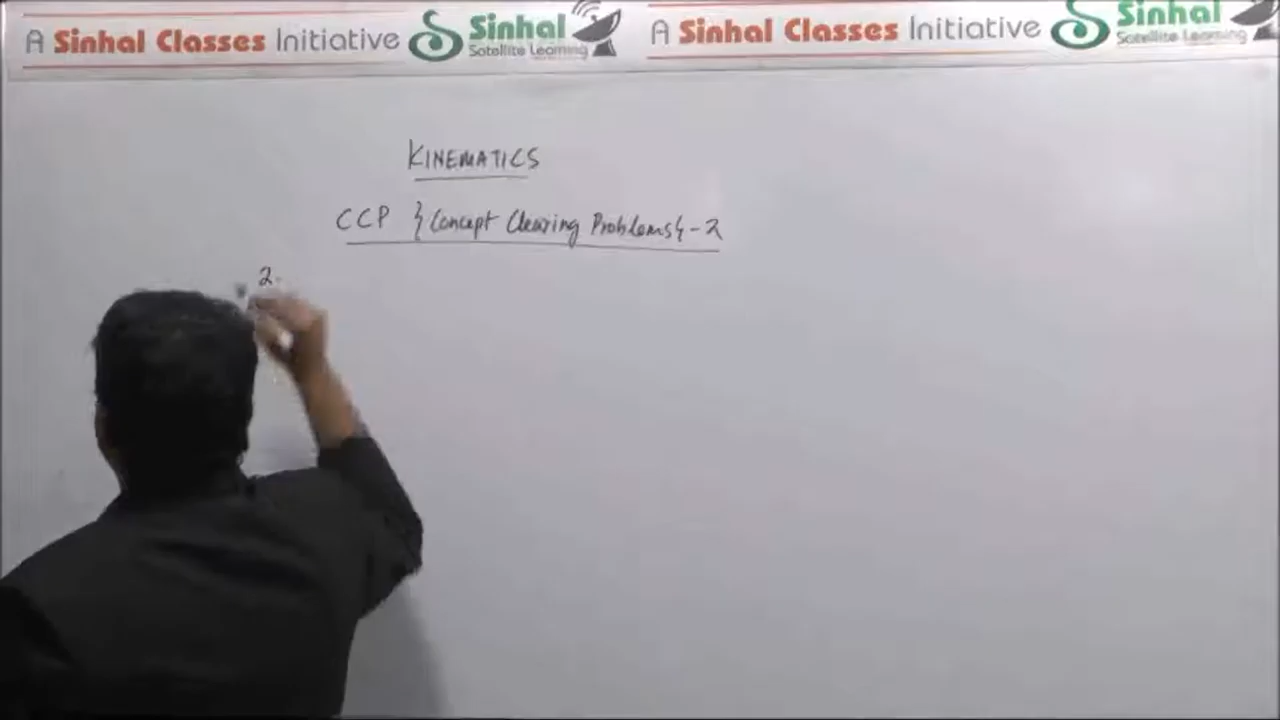 A Sinhal Classes Initiative Sinhal Satellite Learning A Sinhal Classes Initiative Sinhal Satellite Learning
KINEMATICS
CCP {Concept Clearing Problems} - 2
2.